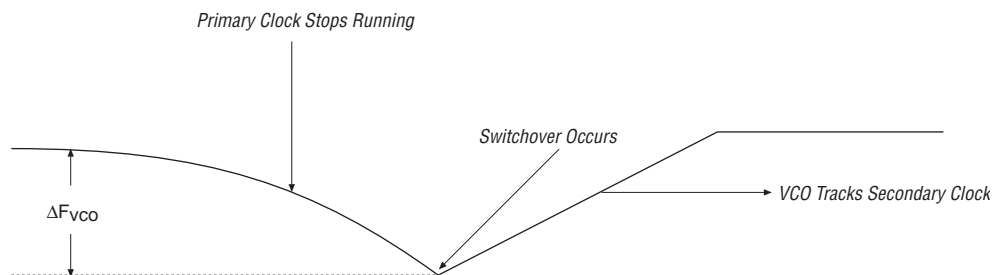 Primary Clock Stops Running
Switchover Occurs
VCO Tracks Secondary Clock
ΔFVCO